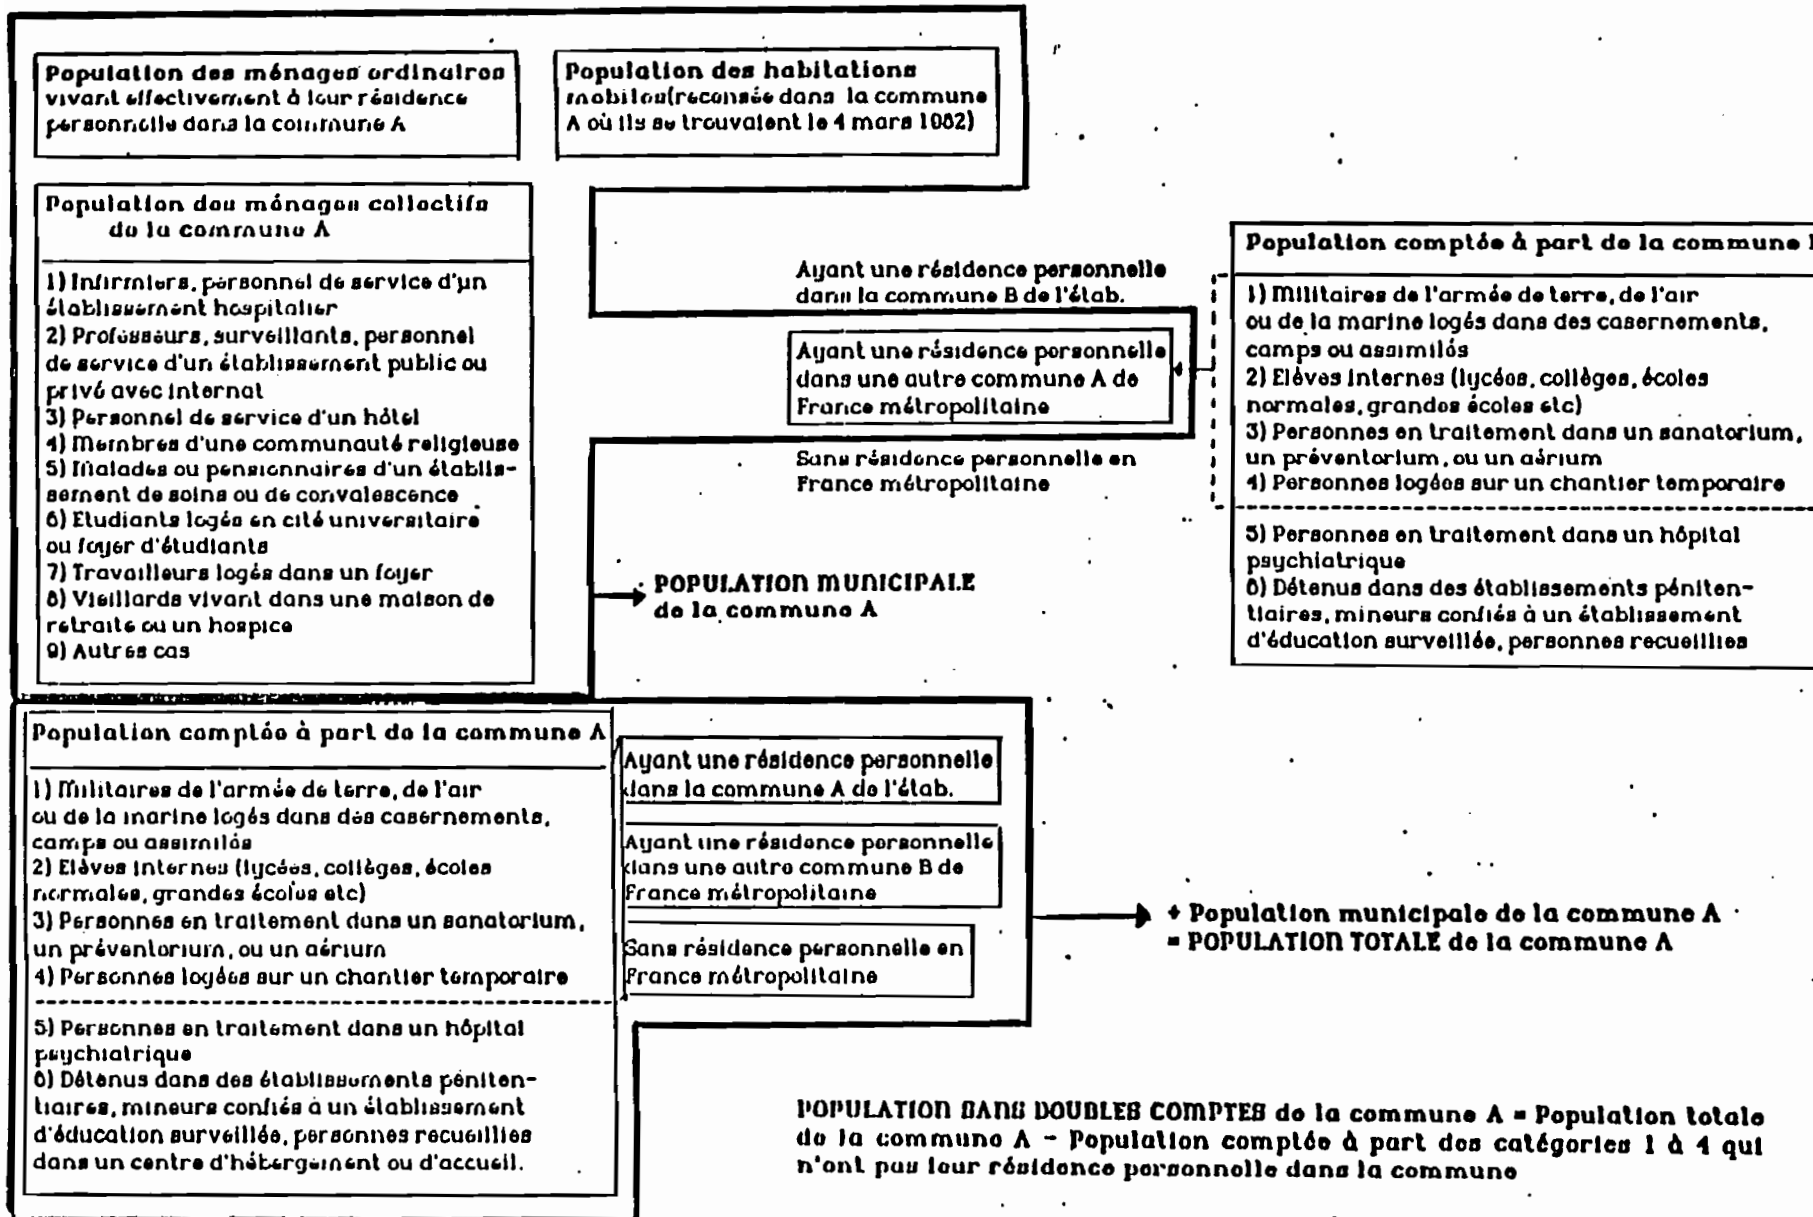 Population des ménages ordinaires
vivant effectivement à leur résidence
personnelle dans la commune A
Population des habitations
mobiles(recensée dans la commune
A où ils se trouvaient le 4 mars 1982)
Population des ménages collectifs
de la commune A
1) Infirmiers, personnel de service d'un
établissement hospitalier
2) Professeurs, surveillants, personnel
de service d'un établissement public ou
privé avec internat
3) Personnel de service d'un hôtel
4) Membres d'une communauté religieuse
5) Malades ou pensionnaires d'un établis-
sement de soins ou de convalescence
6) Etudiants logés en cité universitaire
ou foyer d'étudiants
7) Travailleurs logés dans un foyer
8) Vieillards vivant dans une maison de
retraite ou un hospice
9) Autres cas
Ayant une résidence personnelle
dans la commune B de l'étab.
Ayant une résidence personnelle
dans une autre commune A de
France métropolitaine
Sans résidence personnelle en
France métropolitaine
Population comptée à part de la commune
1) Militaires de l'armée de terre, de l'air
ou de la marine logés dans des casernements,
camps ou assimilés
2) Elèves internes (lycées, collèges, écoles
normales, grandes écoles etc)
3) Personnes en traitement dans un sanatorium,
un préventorium, ou un aérium
4) Personnes logées sur un chantier temporaire
5) Personnes en traitement dans un hôpital
psychiatrique
6) Détenus dans des établissements péniten-
tiaires, mineurs confiés à un établissement
d'éducation surveillée, personnes recueillies
POPULATION MUNICIPALE
de la commune A
Population comptée à part de la commune A
1) Militaires de l'armée de terre, de l'air
ou de la marine logés dans des casernements,
camps ou assimilés
2) Elèves internes (lycées, collèges, écoles
normales, grandes écoles etc)
3) Personnes en traitement dans un sanatorium,
un préventorium, ou un aérium
4) Personnes logées sur un chantier temporaire
5) Personnes en traitement dans un hôpital
psychiatrique
6) Détenus dans des établissements péniten-
tiaires, mineurs confiés à un établissement
d'éducation surveillée, personnes recueillies
dans un centre d'hébergement ou d'accueil.
Ayant une résidence personnelle
dans la commune A de l'étab.
Ayant une résidence personnelle
dans une autre commune B de
France métropolitaine
Sans résidence personnelle en
France métropolitaine
+ Population municipale de la commune A
= POPULATION TOTALE de la commune A
POPULATION SANS DOUBLES COMPTES de la commune A = Population totale
de la commune A - Population comptée à part des catégories 1 à 4 qui
n'ont pas leur résidence personnelle dans la commune